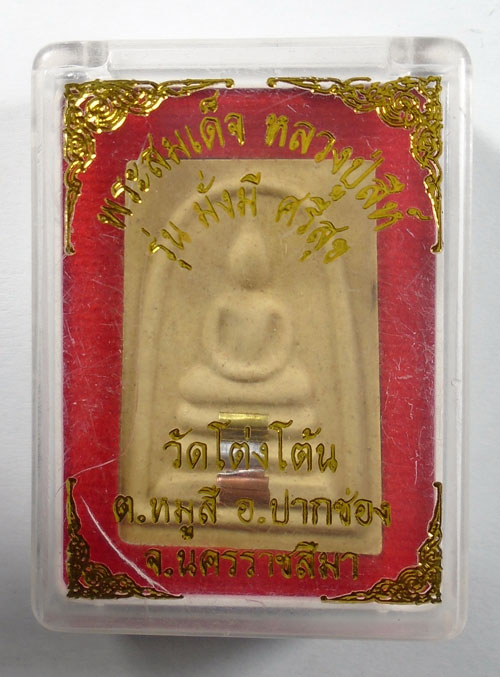 พระสมเด็จ หลวงปู่สีห์
รุ่น มั่งมี ศรีสุข
วัดโต่งโต้น
ต.หมูสี อ.ปากช่อง
จ.นครราชสีมา